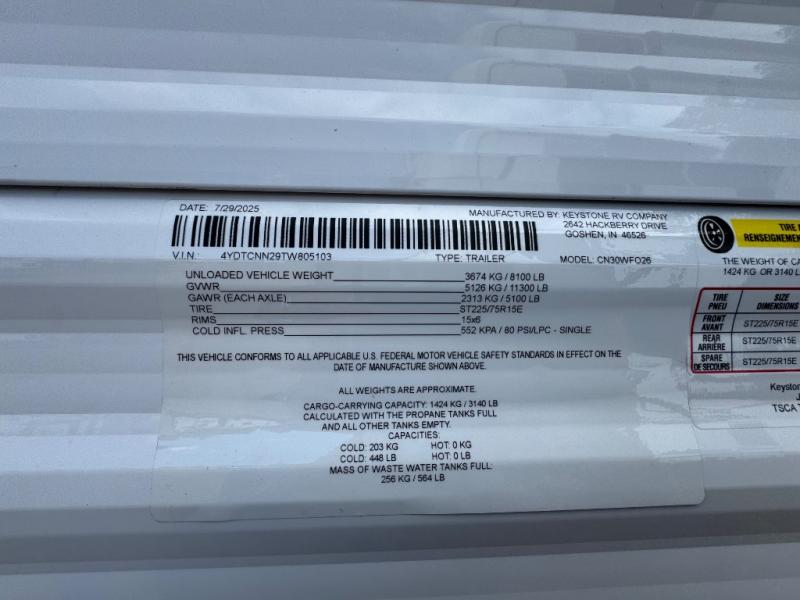 DATE: 7/29/2025
MANUFACTURED BY: KEYSTONE RV COMPANY
2642 HACKBERRY DRIVE
GOSHEN, IN 46526
V.I.N.: 4YDTCNN29TW805103 TYPE: TRAILER MODEL: CN30WFO26
UNLOADED VEHICLE WEIGHT 3674 KG / 8100 LB
GVWR 5126 KG / 11300 LB
GAWR (EACH AXLE) 2313 KG / 5100 LB
TIRE ST225/75R15E
RIMS 15x6
COLD INFL. PRESS 552 KPA / 80 PSI/LPC - SINGLE
THIS VEHICLE CONFORMS TO ALL APPLICABLE U.S. FEDERAL MOTOR VEHICLE SAFETY STANDARDS IN EFFECT ON THE
DATE OF MANUFACTURE SHOWN ABOVE.
ALL WEIGHTS ARE APPROXIMATE.
CARGO-CARRYING CAPACITY: 1424 KG / 3140 LB
CALCULATED WITH THE PROPANE TANKS FULL
AND ALL OTHER TANKS EMPTY.
CAPACITIES:
COLD: 203 KG HOT: 0 KG
COLD: 448 LB HOT: 0 LB
MASS OF WASTE WATER TANKS FULL:
256 KG / 564 LB
TIRE
RENSEIGNEMEN
THE WEIGHT OF CA
1424 KG OR 3140 L
TIRE SIZE
PNEU DIMENSIONS
FRONT
AVANT ST225/75R15E
REAR
ARRIÈRE ST225/75R15E
SPARE
DE SECOURS ST225/75R15E
Keyston
TSCA T